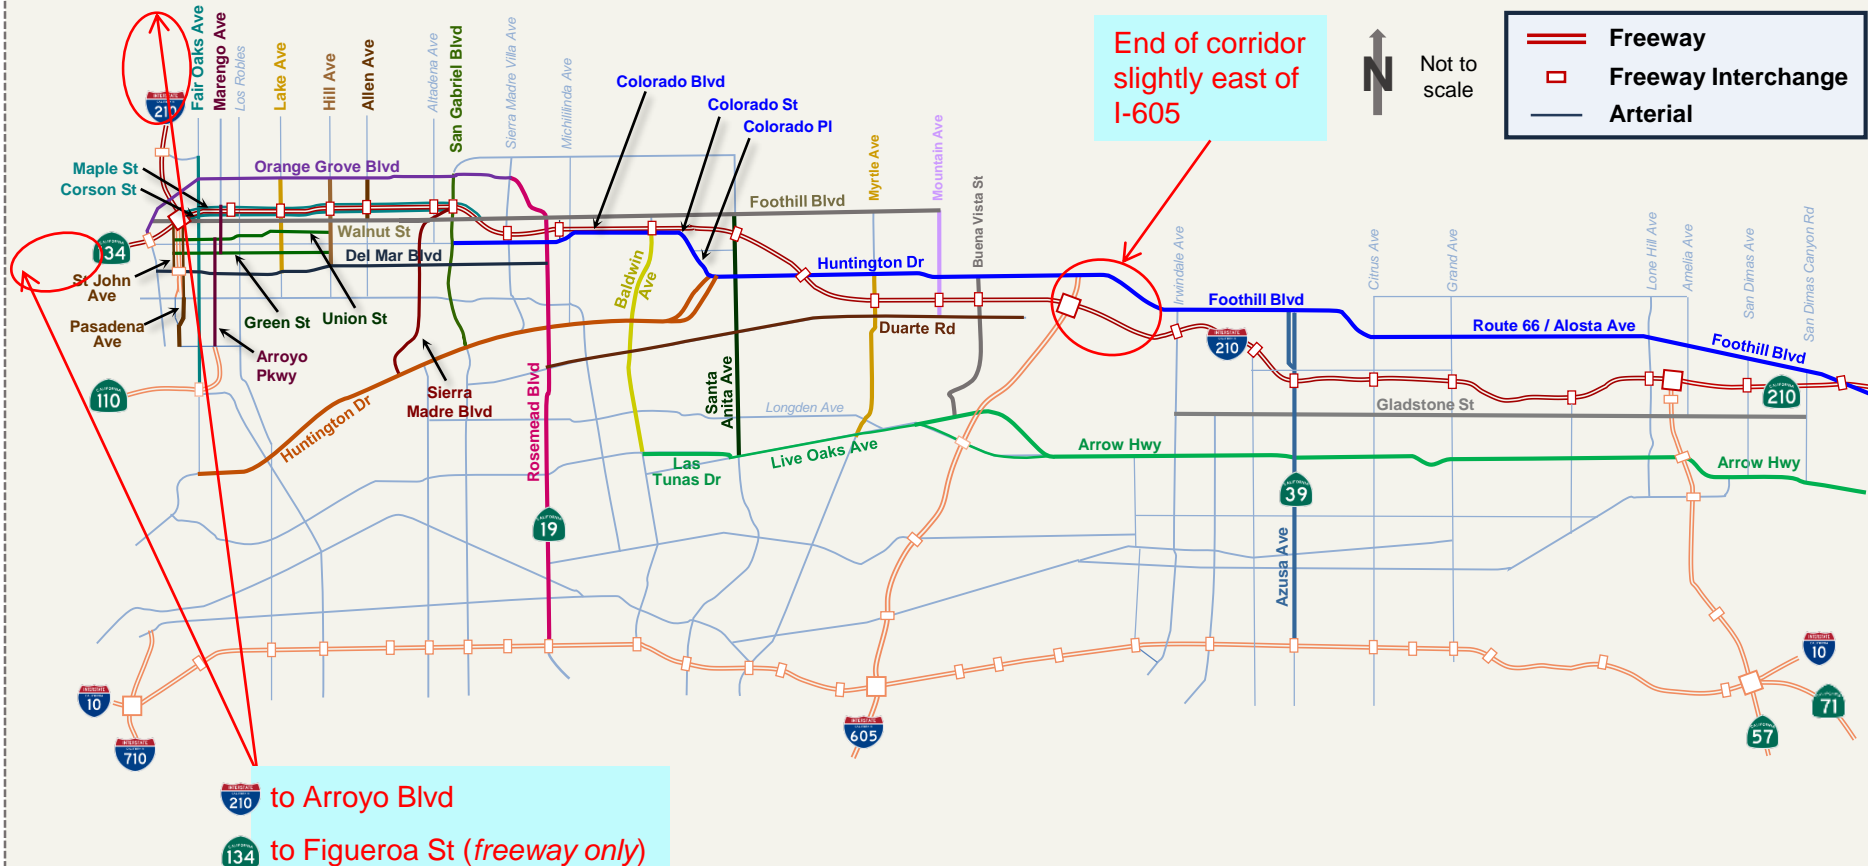 End of corridor
slightly east of
I-605
N
Not to
scale
Freeway
Freeway Interchange
Arterial
210
Fair Oaks Ave
Marengo Ave
Los Robles
Lake Ave
Hill Ave
Allen Ave
Altadena Ave
San Gabriel Blvd
Sierra Madre Villa Ave
Michillinda Ave
Colorado Blvd
Colorado St
Colorado Pl
Myrtle Ave
Mountain Ave
Buena Vista St
Maple St
Corson St
Orange Grove Blvd
Foothill Blvd
Walnut St
Del Mar Blvd
34
St John
Ave
Pasadena
Ave
Green St
Union St
Arroyo
Pkwy
110
Huntington Dr
Sierra
Madre Blvd
Rosemead Blvd
Baldwin
Ave
Huntington Dr
Duarte Rd
Santa
Anita Ave
Longden Ave
Las
Tunas Dr
Live Oaks Ave
Irwindale Ave
Citrus Ave
Grand Ave
Lone Hill Ave
Amelia Ave
San Dimas Ave
San Dimas Canyon Rd
Foothill Blvd
Route 66 / Alosta Ave
Foothill Blvd
210
210
Gladstone St
Arrow Hwy
Arrow Hwy
39
Azusa Ave
19
10
710
605
10
71
57
210 to Arroyo Blvd
134 to Figueroa St (freeway only)